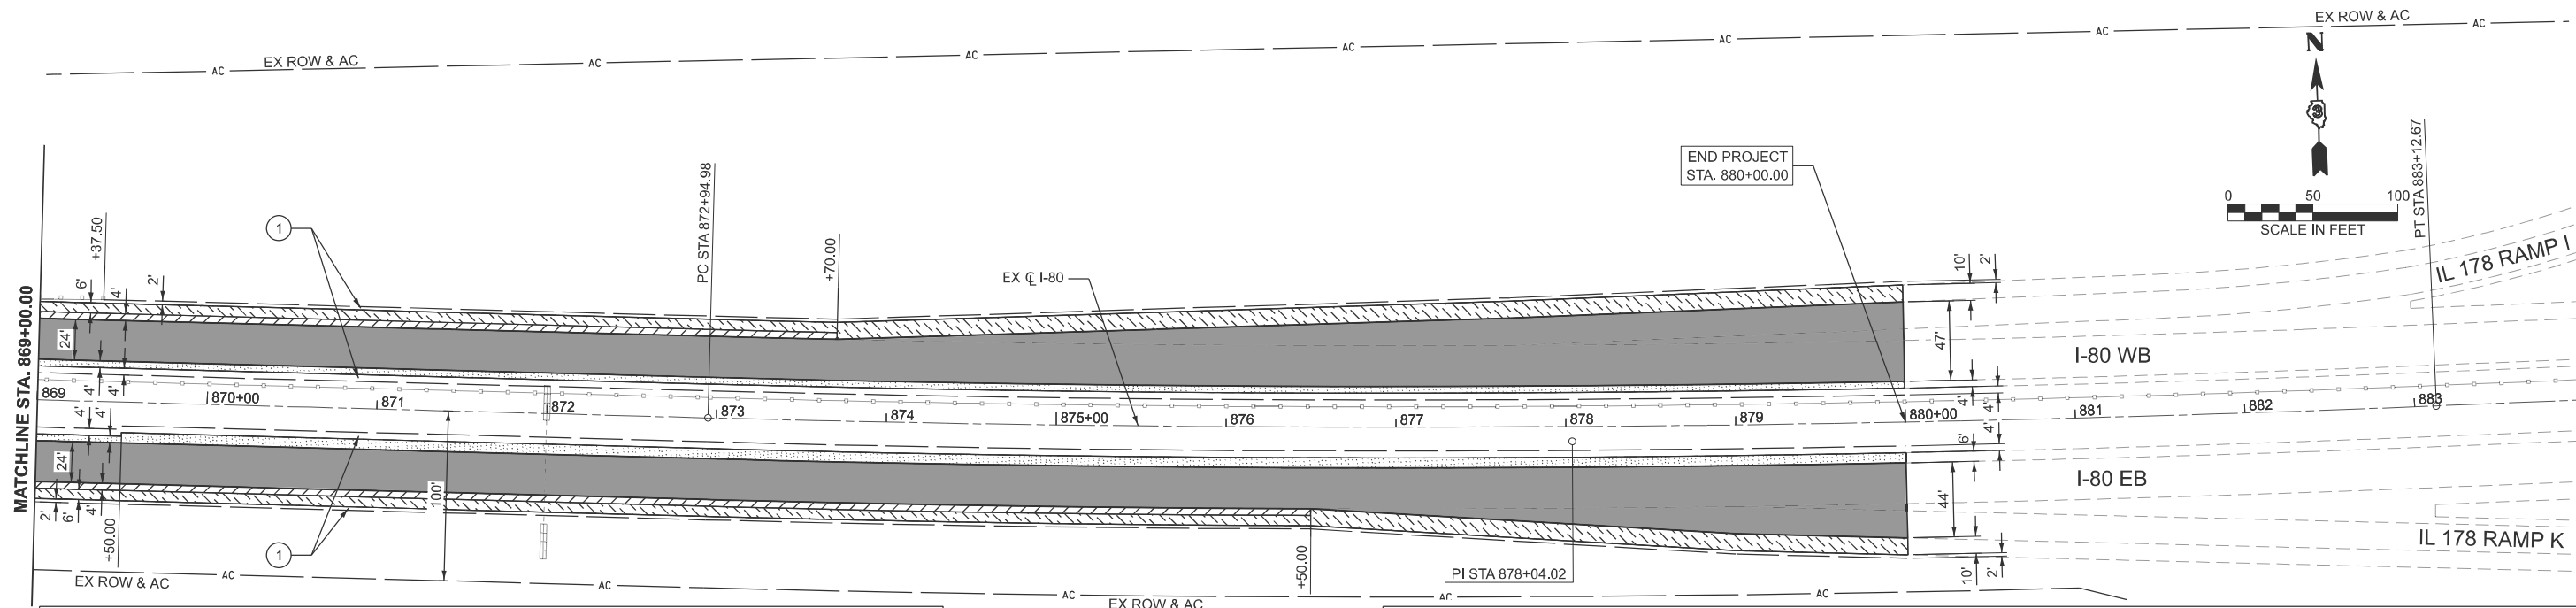 EX ROW & AC
AC
EX ROW & AC
AC
AC
AC
AC
AC
AC
N
3
0 50 100
SCALE IN FEET
PT STA 883+12.67
END PROJECT
STA. 880+00.00
PC STA 872+94.98
+37.50
1
+70.00
EX ℄ I-80
MATCHLINE STA. 869+00.00
6'
4'
2'
24'
4'
4'
10'
2'
47'
4'
4'
IL 178 RAMP I
I-80 WB
869
870+00
871
872
873
874
875+00
876
877
878
879
880+00
881
882
883
4'
4'
24'
2'
6'
4'
+50.00
100'
1
+50.00
PI STA 878+04.02
4'
6'
44'
10'
2'
I-80 EB
IL 178 RAMP K
EX ROW & AC
AC
AC
AC
EX ROW & AC
AC
AC